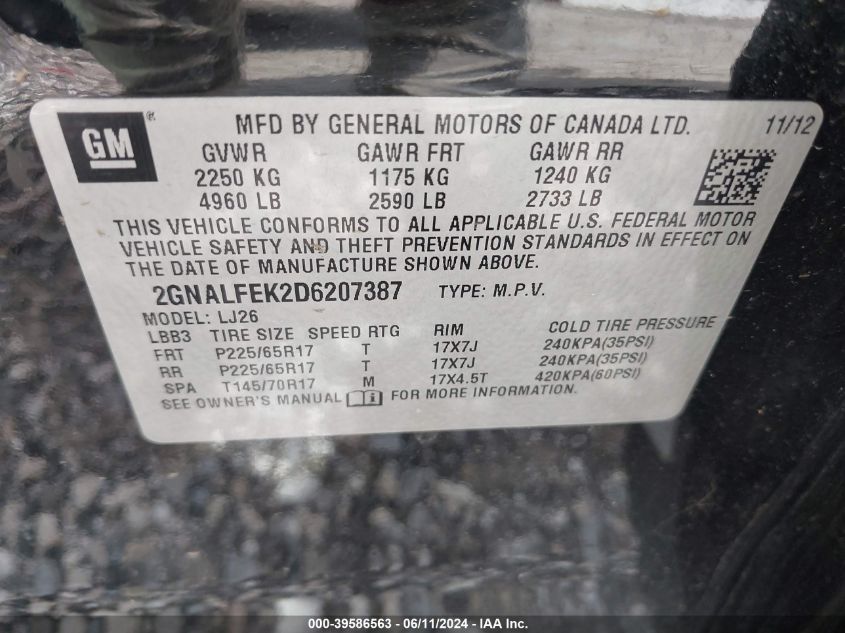 GM ® MFD BY GENERAL MOTORS OF CANADA LTD. 11/12
GVWR GAWR FRT GAWR RR
2250 KG 1175 KG 1240 KG
4960 LB 2590 LB 2733 LB
THIS VEHICLE CONFORMS TO ALL APPLICABLE U.S. FEDERAL MOTOR
VEHICLE SAFETY AND THEFT PREVENTION STANDARDS IN EFFECT ON
THE DATE OF MANUFACTURE SHOWN ABOVE.
2GNALFEK2D6207387 TYPE: M.P.V.
MODEL: LJ26
LBB3 TIRE SIZE SPEED RTG RIM COLD TIRE PRESSURE
FRT P225/65R17 T 17X7J 240KPA(35PSI)
RR P225/65R17 T 17X7J 240KPA(35PSI)
SPA T145/70R17 M 17X4.5T 420KPA(60PSI)
SEE OWNER'S MANUAL i FOR MORE INFORMATION.
000-39586563 - 06/11/2024 - IAA Inc.